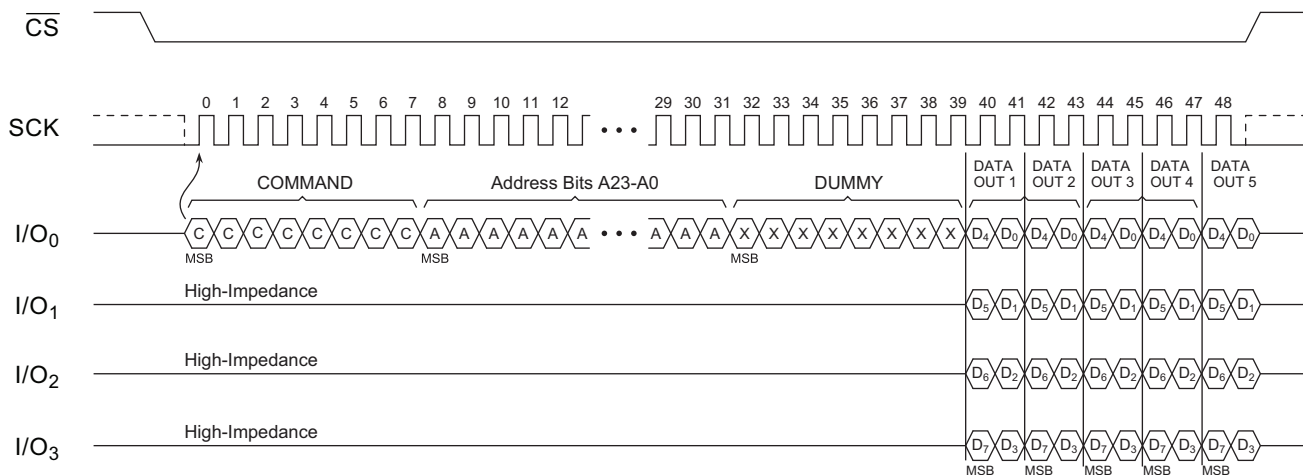 CS
0 1 2 3 4 5 6 7 8 9 10 11 12 29 30 31 32 33 34 35 36 37 38 39 40 41 42 43 44 45 46 47 48
SCK •••
COMMAND Address Bits A23-A0 DUMMY DATA OUT 1 DATA OUT 2 DATA OUT 3 DATA OUT 4 DATA OUT 5
I/O0 C C C C C C C C A A A A A A ••• A A A X X X X X X X X D4 D0 D4 D0 D4 D0 D4 D0 D4 D0
MSB MSB MSB
High-Impedance
I/O1 D5 D1 D5 D1 D5 D1 D5 D1 D5 D1
High-Impedance
I/O2 D6 D2 D6 D2 D6 D2 D6 D2 D6 D2
High-Impedance
I/O3 D7 D3 D7 D3 D7 D3 D7 D3 D7 D3
MSB MSB MSB MSB MSB